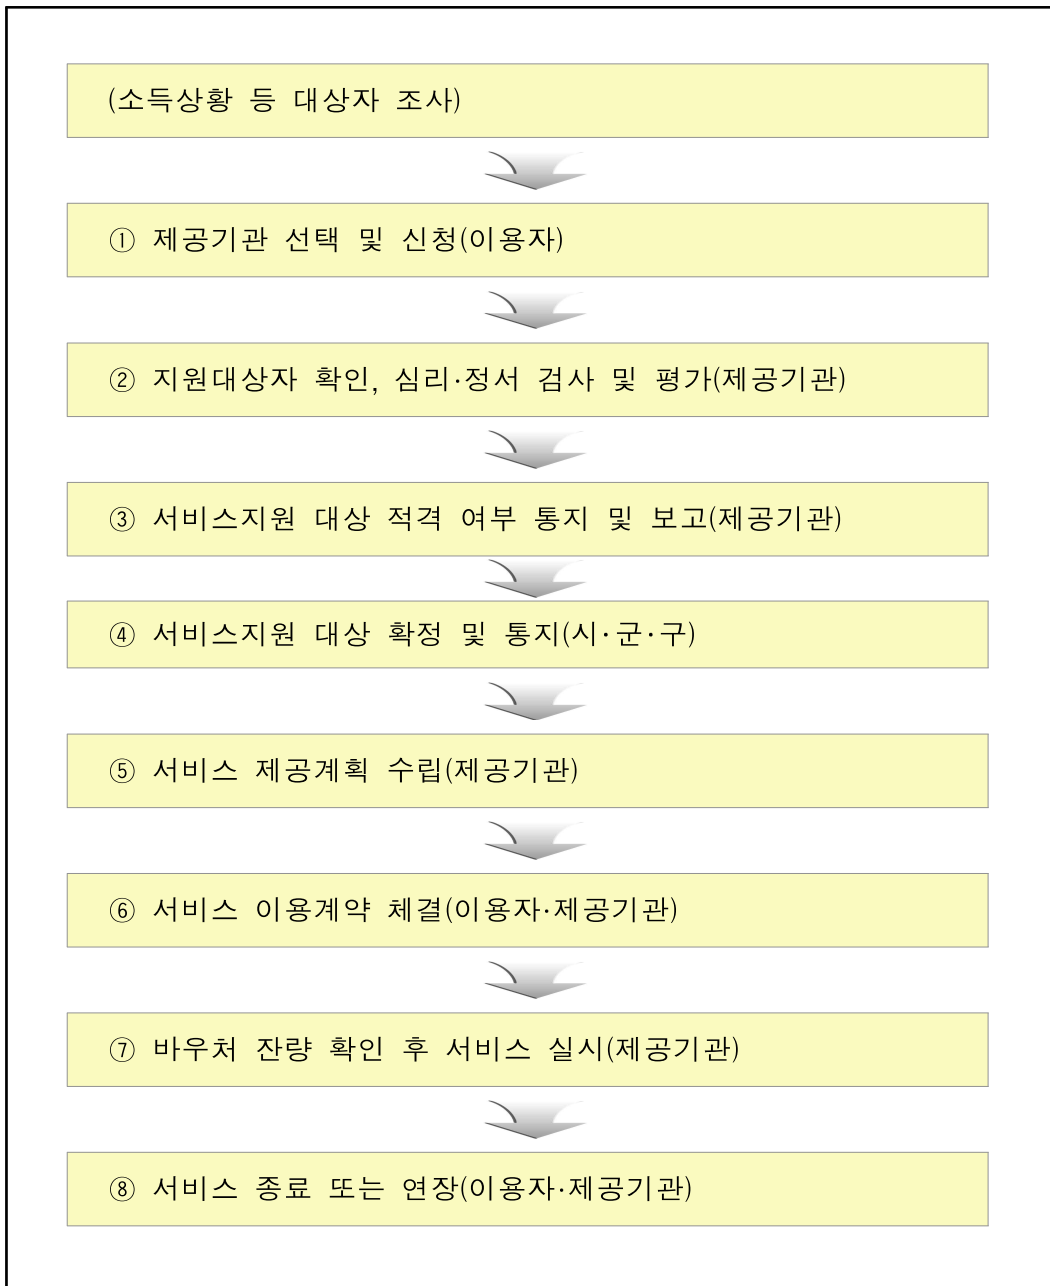 (소득상황 등 대상자 조사)
① 제공기관 선택 및 신청(이용자)
② 지원대상자 확인, 심리·정서 검사 및 평가(제공기관)
③ 서비스지원 대상 적격 여부 통지 및 보고(제공기관)
④ 서비스지원 대상 확정 및 통지(시·군·구)
⑤ 서비스 제공계획 수립(제공기관)
⑥ 서비스 이용계약 체결(이용자·제공기관)
⑦ 바우처 잔량 확인 후 서비스 실시(제공기관)
⑧ 서비스 종료 또는 연장(이용자·제공기관)